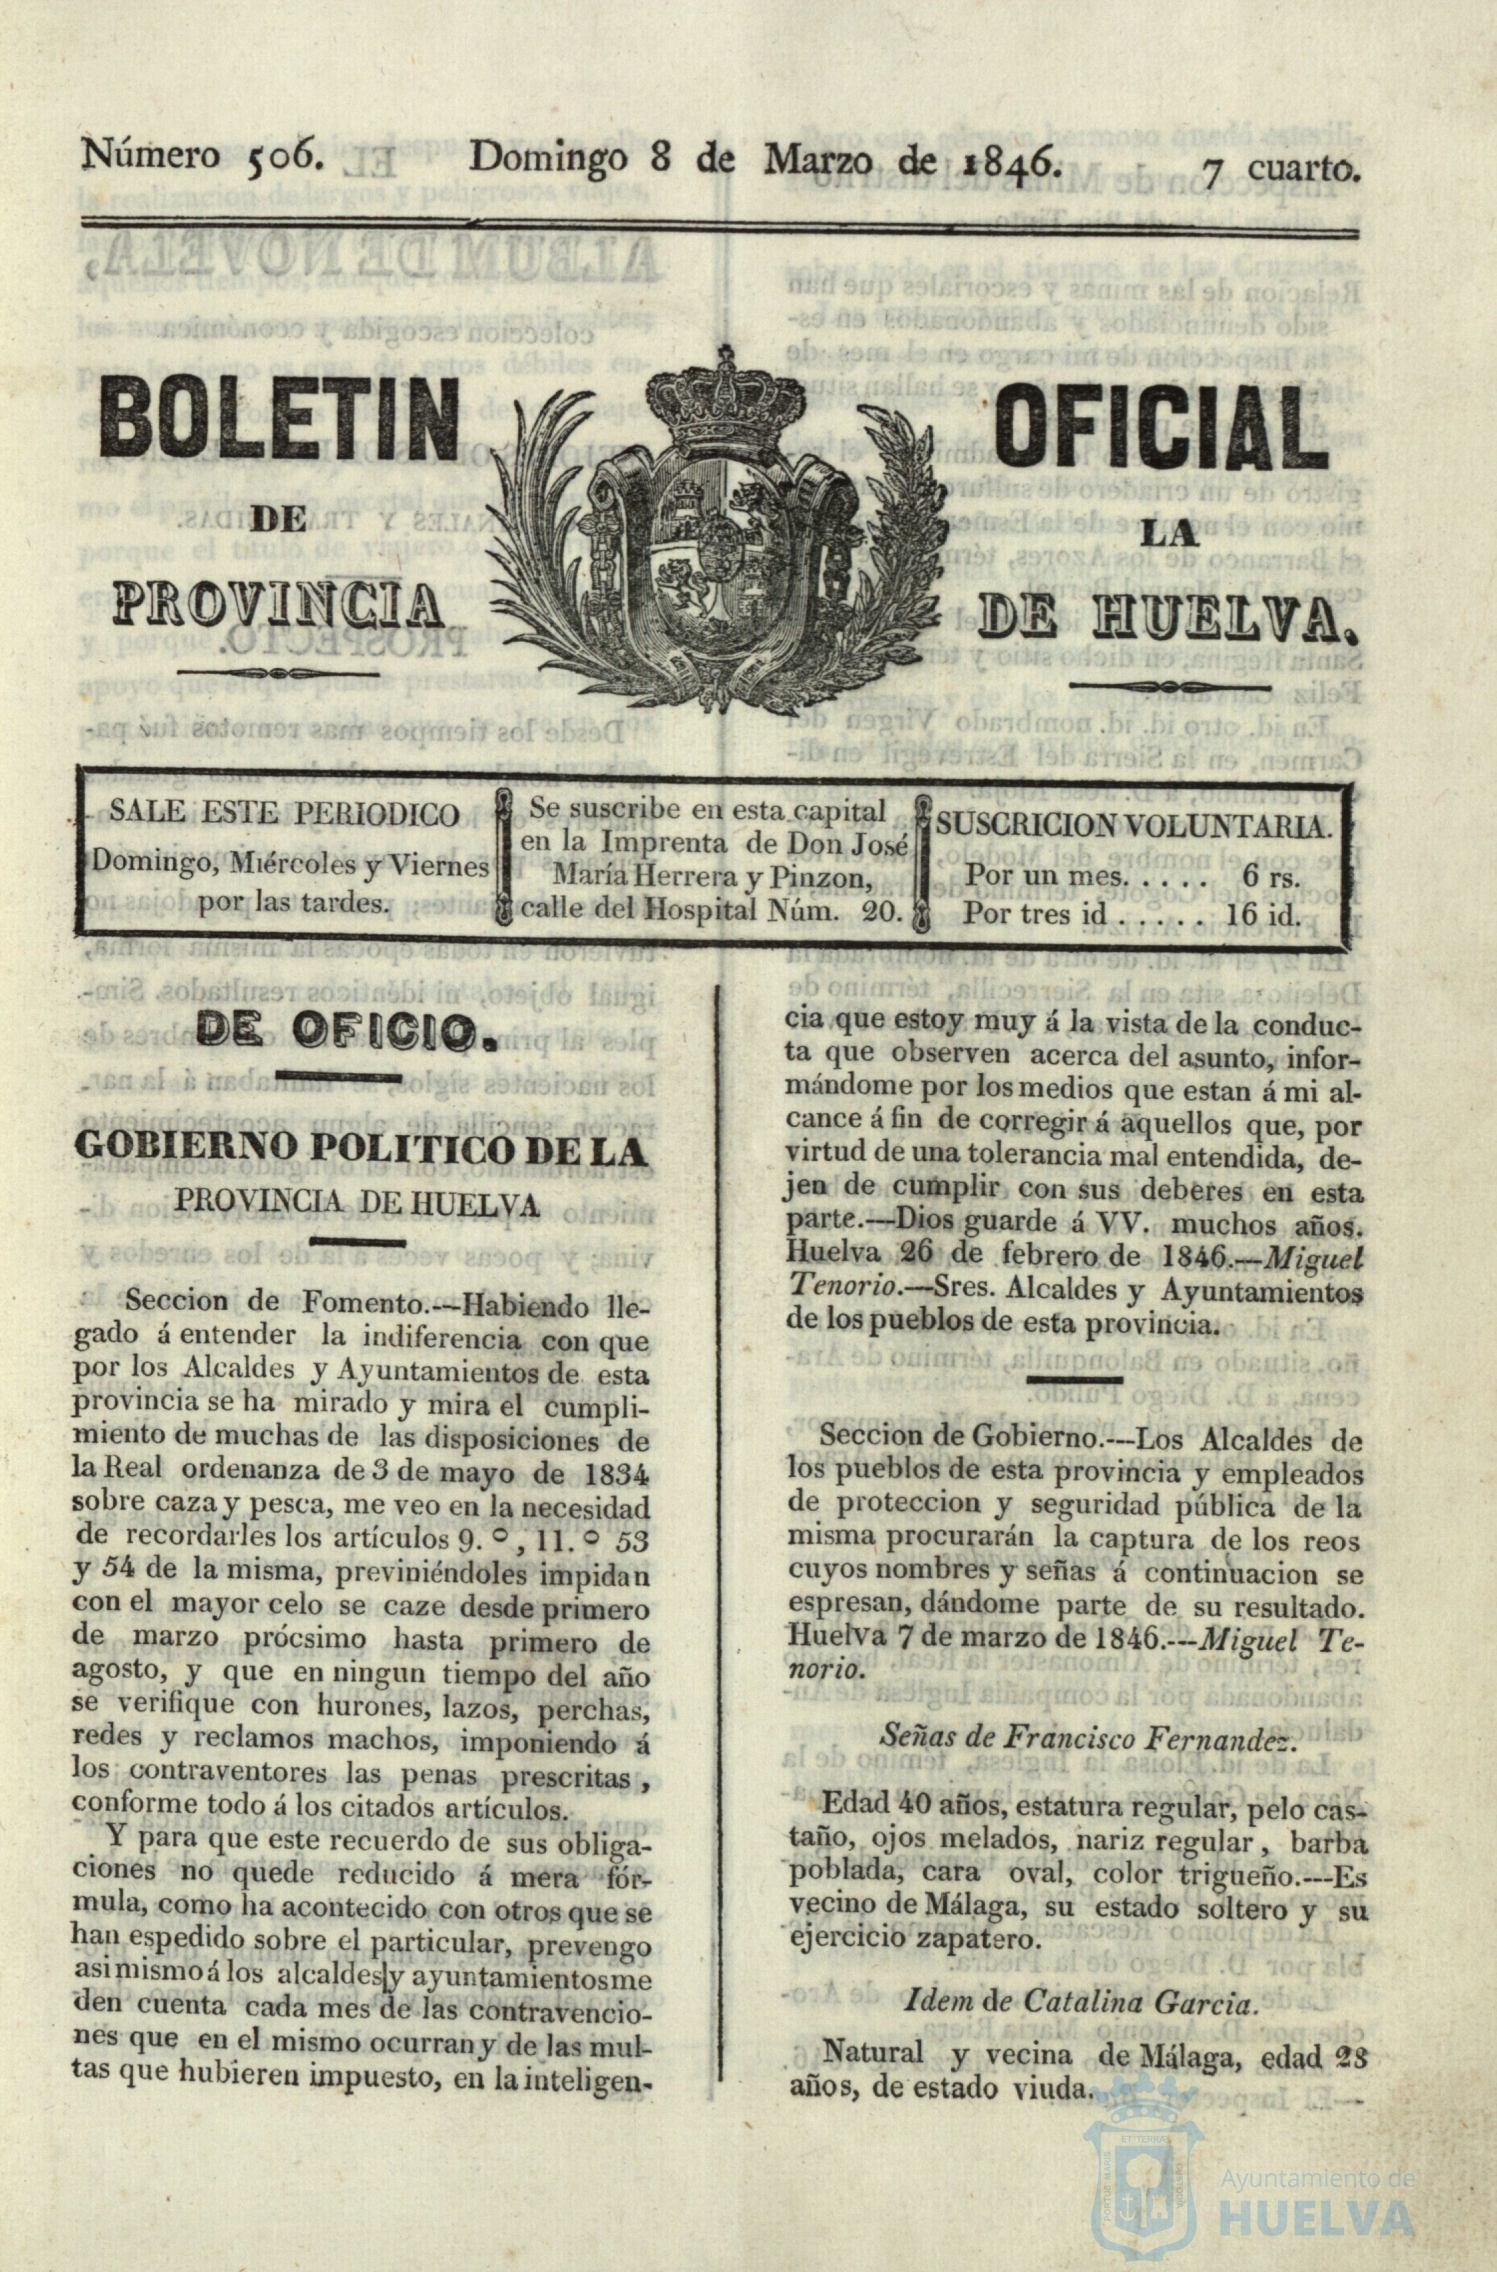 Número 506.
Domingo 8 de Marzo de 1846.
7 cuarto.
BOLETIN
OFICIAL
DE
LA
PROVINCIA
DE HUELVA.
SALE ESTE PERIODICO
Domingo, Miércoles y Viernes
por las tardes.
Se suscribe en esta capital
en la Imprenta de Don José
María Herrera y Pinzon,
calle del Hospital Núm. 20.
SUSCRICION VOLUNTARIA.
Por un mes. . . . . 6 rs.
Por tres id . . . . . 16 id.
DE OFICIO.
GOBIERNO POLITICO DE LA
PROVINCIA DE HUELVA
Seccion de Fomento.---Habiendo lle-
gado á entender la indiferencia con que
por los Alcaldes y Ayuntamientos de esta
provincia se ha mirado y mira el cumpli-
miento de muchas de las disposiciones de
la Real ordenanza de 3 de mayo de 1834
sobre caza y pesca, me veo en la necesidad
de recordarles los artículos 9.º, 11.º 53
y 54 de la misma, previniéndoles impidan
con el mayor celo se caze desde primero
de marzo prócsimo hasta primero de
agosto, y que en ningun tiempo del año
se verifique con hurones, lazos, perchas,
redes y reclamos machos, imponiendo á
los contraventores las penas prescritas ,
conforme todo á los citados artículos.
Y para que este recuerdo de sus obliga-
ciones no quede reducido á mera fór-
mula, como ha acontecido con otros que se
han espedido sobre el particular, prevengo
asimismo á los alcaldes y ayuntamientos me
den cuenta cada mes de las contravencio-
nes que en el mismo ocurran y de las mul-
tas que hubieren impuesto, en la inteligen-
cia que estoy muy á la vista de la conduc-
ta que observen acerca del asunto, infor-
mándome por los medios que estan á mi al-
cance á fin de corregir á aquellos que, por
virtud de una tolerancia mal entendida, de-
jen de cumplir con sus deberes en esta
parte.---Dios guarde á VV. muchos años.
Huelva 26 de febrero de 1846.---Miguel
Tenorio.---Sres. Alcaldes y Ayuntamientos
de los pueblos de esta provincia.
Seccion de Gobierno.---Los Alcaldes de
los pueblos de esta provincia y empleados
de proteccion y seguridad pública de la
misma procurarán la captura de los reos
cuyos nombres y señas á continuacion se
espresan, dándome parte de su resultado.
Huelva 7 de marzo de 1846.---Miguel Te-
norio.
Señas de Francisco Fernandez.
Edad 40 años, estatura regular, pelo cas-
taño, ojos melados, nariz regular, barba
poblada, cara oval, color trigueño.---Es
vecino de Málaga, su estado soltero y su
ejercicio zapatero.
Idem de Catalina Garcia.
Natural y vecina de Málaga, edad 28
años, de estado viuda.
Ayuntamiento de
HUELVA